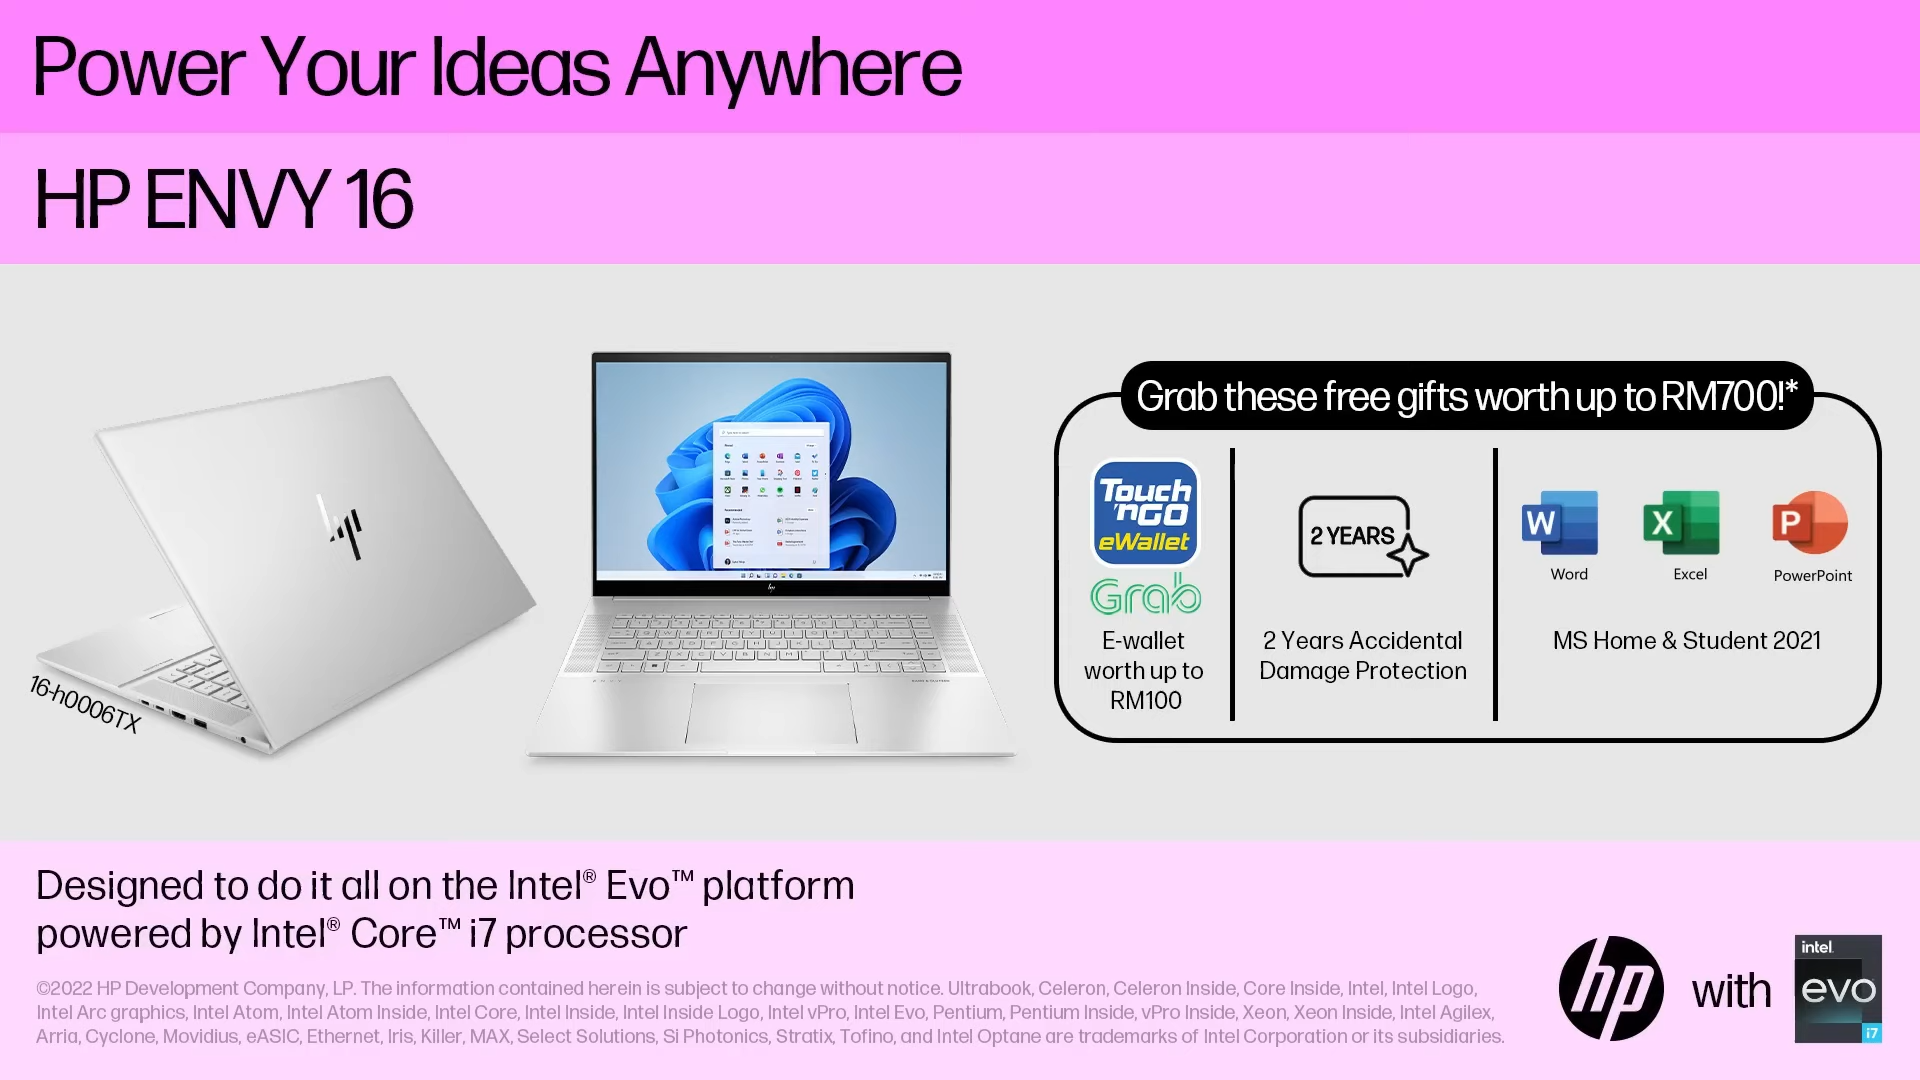 Power Your Ideas Anywhere
HP ENVY 16
16-h0006TX
Grab these free gifts worth up to RM700!*
Touch
'nGO
eWallet
Grab
E-wallet
worth up to
RM100
2 YEARS
2 Years Accidental
Damage Protection
W
Word
X
Excel
P
PowerPoint
MS Home & Student 2021
Designed to do it all on the Intel® Evo™ platform
powered by Intel® Core™ i7 processor
©2022 HP Development Company, LP. The information contained herein is subject to change without notice. Ultrabook, Celeron, Celeron Inside, Core Inside, Intel, Intel Logo,
Intel Arc graphics, Intel Atom, Intel Atom Inside, Intel Core, Intel Inside, Intel Inside Logo, Intel vPro, Intel Evo, Pentium, Pentium Inside, vPro Inside, Xeon, Xeon Inside, Intel Agilex,
Arria, Cyclone, Movidius, eASIC, Ethernet, Iris, Killer, MAX, Select Solutions, Si Photonics, Stratix, Tofino, and Intel Optane are trademarks of Intel Corporation or its subsidiaries.
hp with
intel.
evo
i7